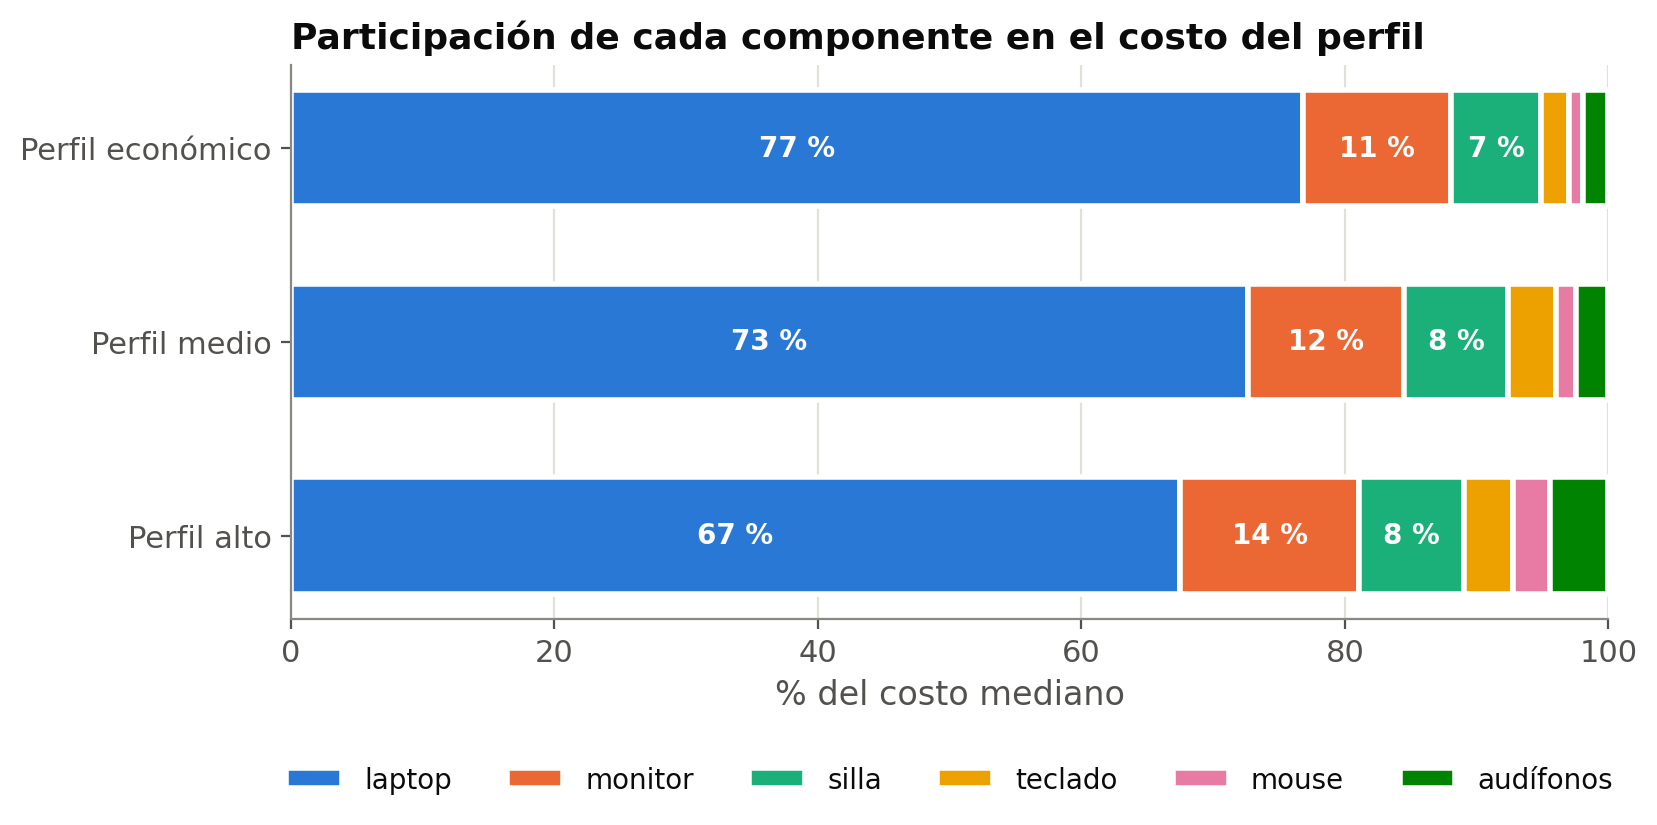 Participación de cada componente en el costo del perfil
Perfil económico
77 %
11 %
7 %
Perfil medio
73 %
12 %
8 %
Perfil alto
67 %
14 %
8 %
0 20 40 60 80 100
% del costo mediano
laptop monitor silla teclado mouse audífonos